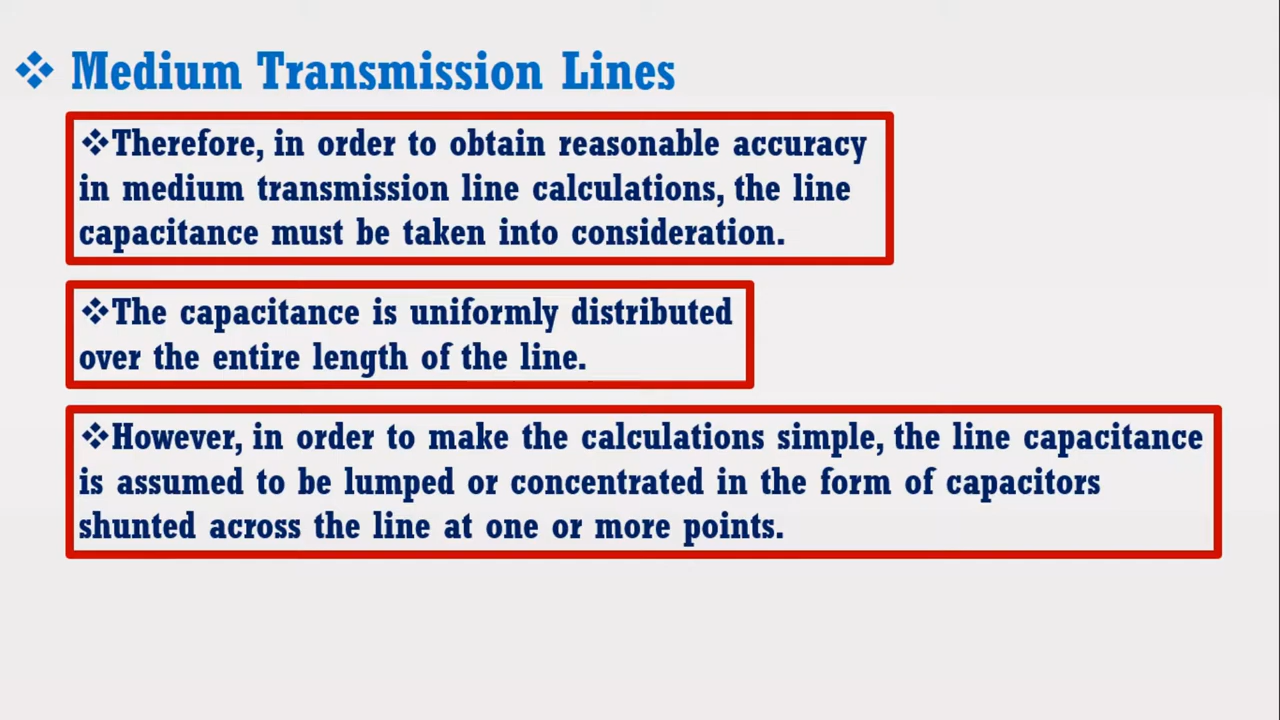 ❖ Medium Transmission Lines
❖Therefore, in order to obtain reasonable accuracy
in medium transmission line calculations, the line
capacitance must be taken into consideration.
❖The capacitance is uniformly distributed
over the entire length of the line.
❖However, in order to make the calculations simple, the line capacitance
is assumed to be lumped or concentrated in the form of capacitors
shunted across the line at one or more points.